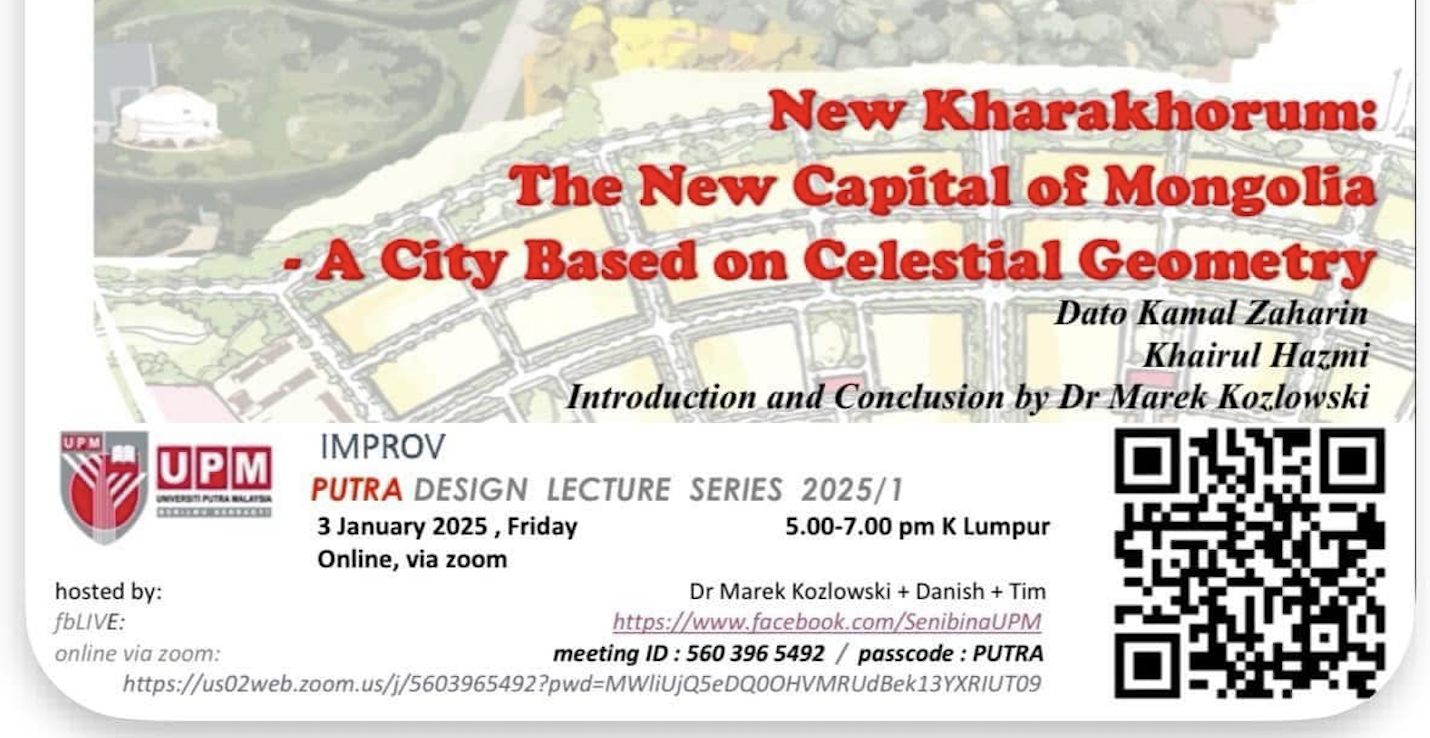 New Kharakhorum:
The New Capital of Mongolia
- A City Based on Celestial Geometry
Dato Kamal Zaharin
Khairul Hazmi
Introduction and Conclusion by Dr Marek Kozlowski
UPM
UPM
UNIVERSITI PUTRA MALAYSIA
BERILMU BERBAKTI
IMPROV
PUTRA DESIGN LECTURE SERIES 2025/1
3 January 2025 , Friday 5.00-7.00 pm K Lumpur
Online, via zoom
hosted by: Dr Marek Kozlowski + Danish + Tim
fbLIVE: https://www.facebook.com/SenibinaUPM
online via zoom: meeting ID : 560 396 5492 / passcode : PUTRA
https://us02web.zoom.us/j/5603965492?pwd=MWliUjQ5eDQ0OHVMRUdBek13YXRIUT09